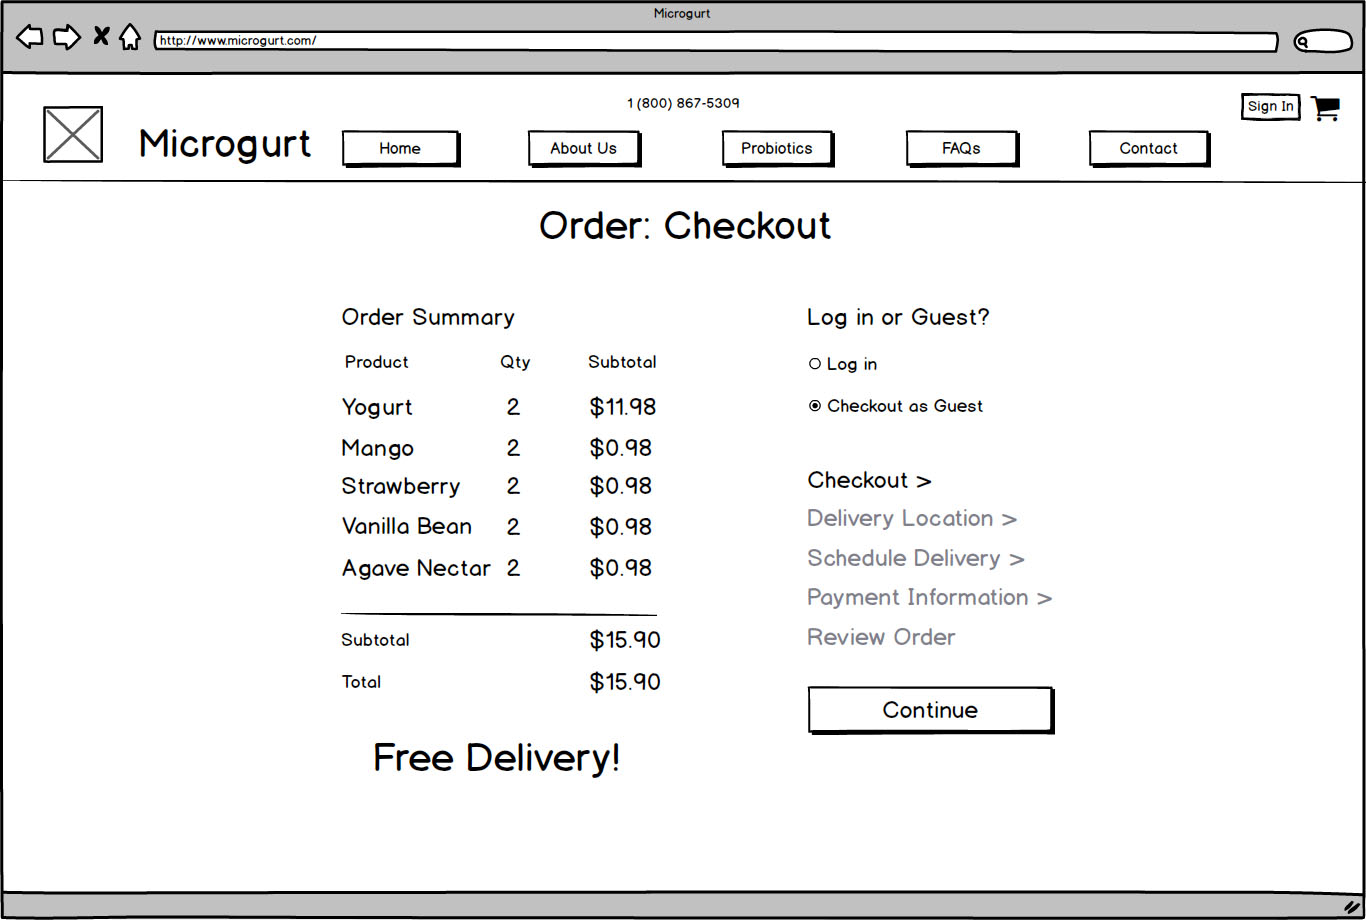 Microgurt
http://www.microgurt.com/
1 (800) 867-5309
Sign In
Microgurt
Home
About Us
Probiotics
FAQs
Contact
Order: Checkout
Order Summary
Product Qty Subtotal
Yogurt 2 $11.98
Mango 2 $0.98
Strawberry 2 $0.98
Vanilla Bean 2 $0.98
Agave Nectar 2 $0.98
Subtotal $15.90
Total $15.90
Free Delivery!
Log in or Guest?
Log in
Checkout as Guest
Checkout >
Delivery Location >
Schedule Delivery >
Payment Information >
Review Order
Continue